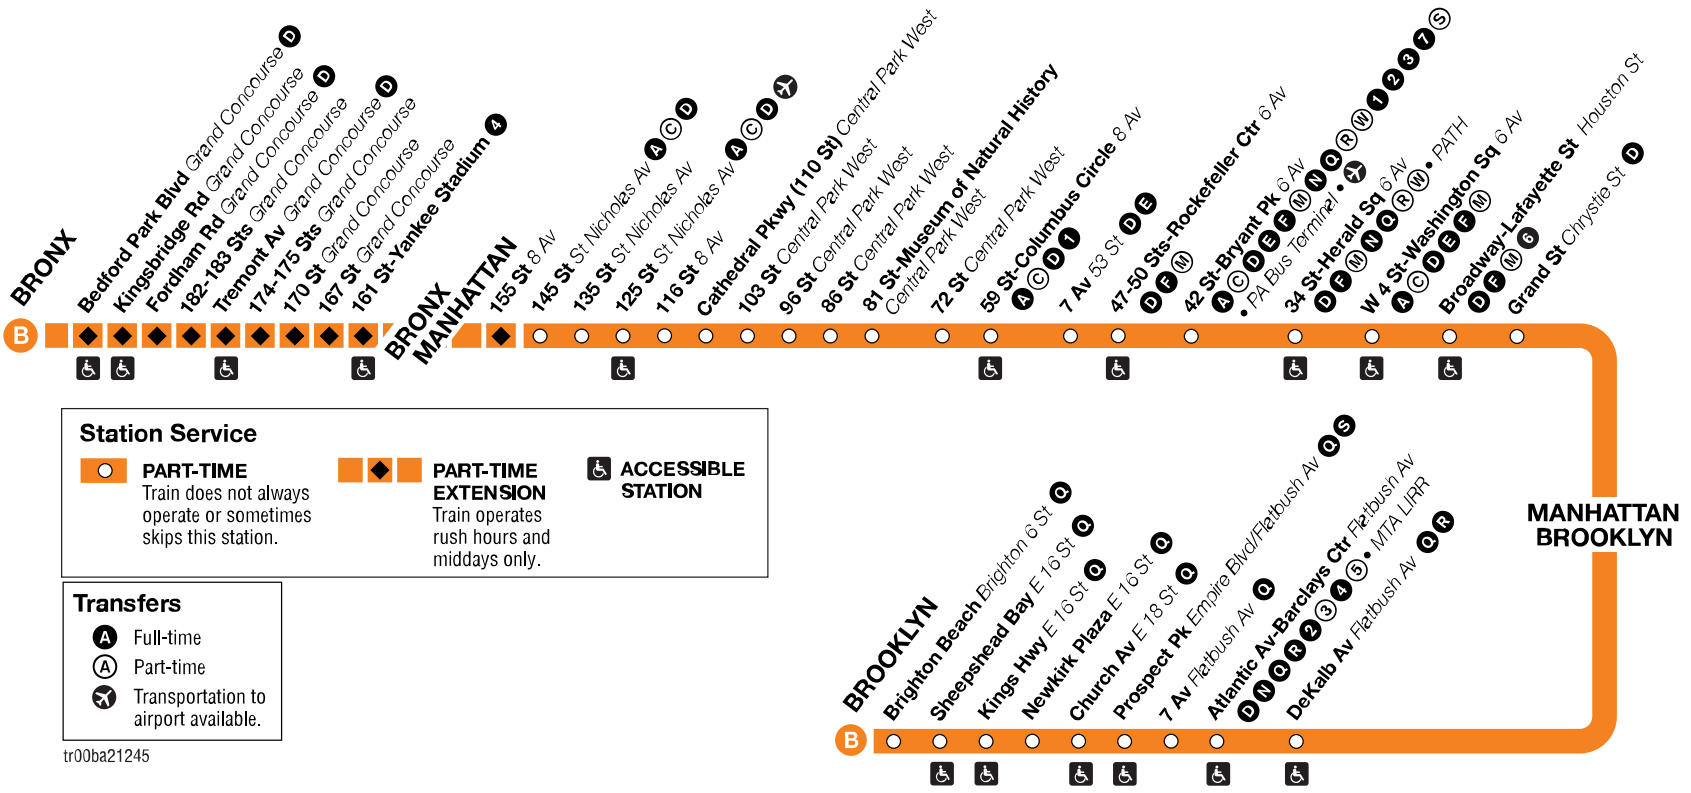 BRONX
B
Bedford Park Blvd Grand Concourse D
Kingsbridge Rd Grand Concourse
Fordham Rd Grand Concourse D
182-183 Sts Grand Concourse
Tremont Av Grand Concourse D
174-175 Sts Grand Concourse
170 St Grand Concourse
167 St Grand Concourse
161 St-Yankee Stadium 4
BRONX
MANHATTAN
155 St 8 Av
145 St St Nicholas Av A C D
135 St St Nicholas Av
125 St St Nicholas Av A C D
116 St 8 Av
Cathedral Pkwy (110 St) Central Park West
103 St Central Park West
96 St Central Park West
86 St Central Park West
81 St-Museum of Natural History
Central Park West
72 St Central Park West
59 St-Columbus Circle 8 Av
A C D 1
7 Av 53 St D E
47-50 Sts-Rockefeller Ctr 6 Av
D F M
42 St-Bryant Pk 6 Av
A C D E F M N Q R W 1 2 3 7 S
• PA Bus Terminal •
34 St-Herald Sq 6 Av
D F M N Q R W • PATH
W 4 St-Washington Sq 6 Av
A C D E F M
Broadway-Lafayette St Houston St
D F M 6
Grand St Chrystie St D
MANHATTAN
BROOKLYN
Station Service
PART-TIME
Train does not always
operate or sometimes
skips this station.
PART-TIME
EXTENSION
Train operates
rush hours and
middays only.
ACCESSIBLE
STATION
Transfers
A Full-time
A Part-time
Transportation to
airport available.
tr00ba21245
BROOKLYN
B
Brighton Beach Brighton 6 St Q
Sheepshead Bay E 16 St Q
Kings Hwy E 16 St Q
Newkirk Plaza E 16 St Q
Church Av E 18 St Q
Prospect Pk Empire Blvd/Flatbush Av Q S
7 Av Flatbush Av Q
Atlantic Av-Barclays Ctr Flatbush Av
D N Q R 2 3 4 5 • MTA LIRR
DeKalb Av Flatbush Av Q R